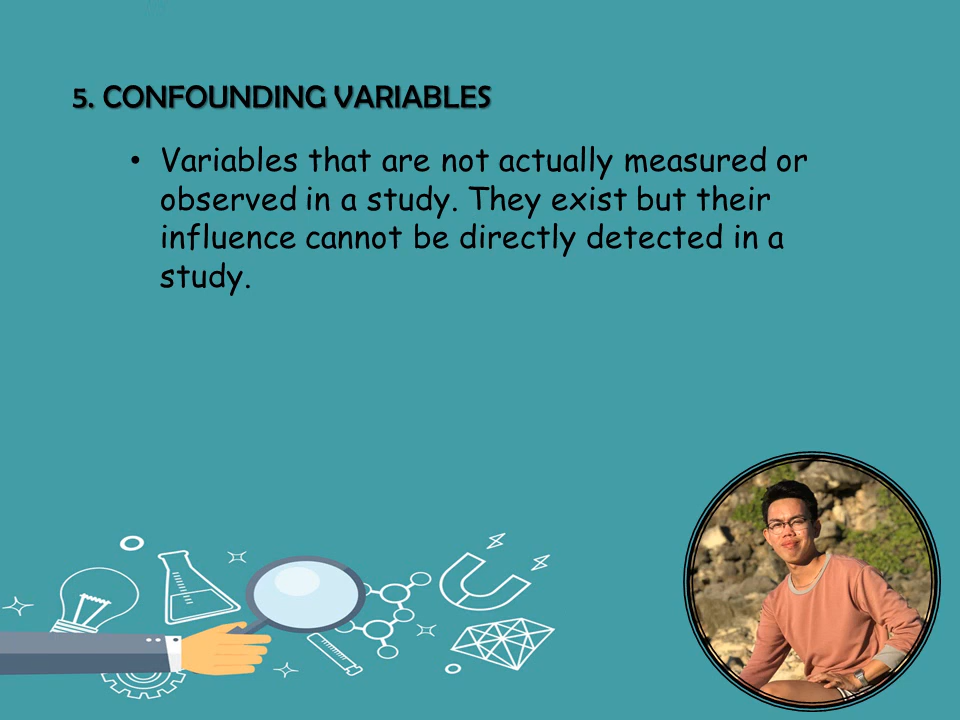 5. CONFOUNDING VARIABLES
• Variables that are not actually measured or
observed in a study. They exist but their
influence cannot be directly detected in a
study.